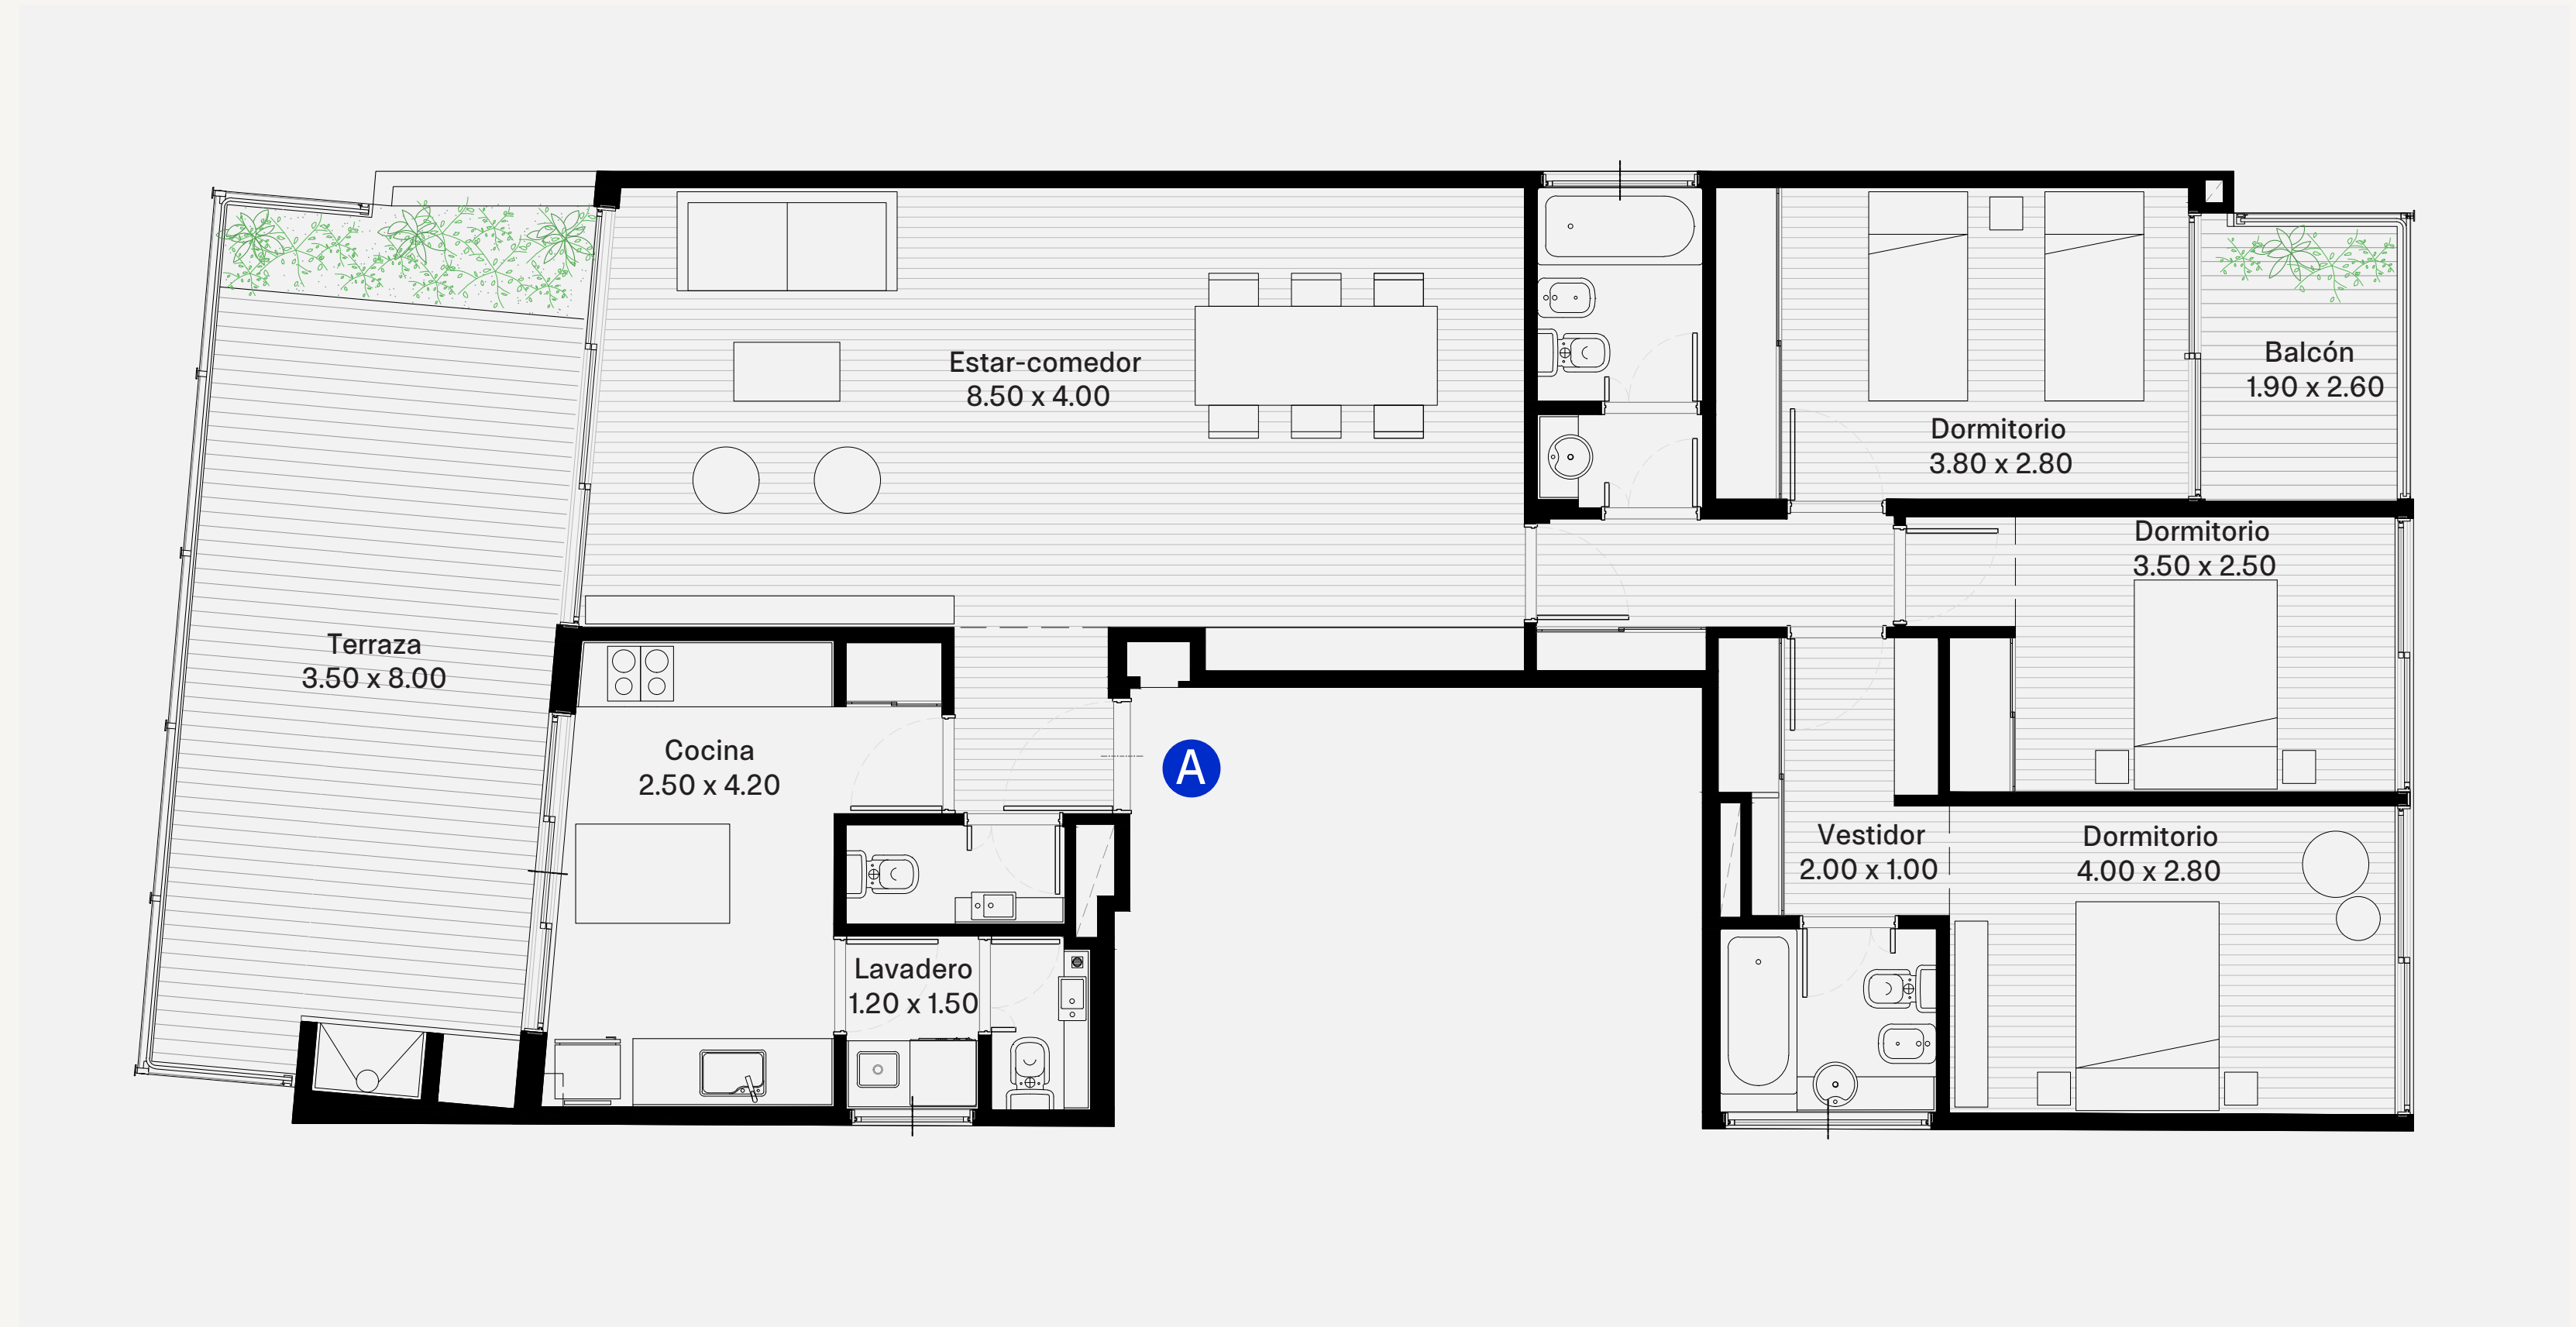 Estar-comedor
8.50 x 4.00
Balcón
1.90 x 2.60
Dormitorio
3.80 x 2.80
Dormitorio
3.50 x 2.50
Terraza
3.50 x 8.00
Cocina
2.50 x 4.20
A
Vestidor
2.00 x 1.00
Dormitorio
4.00 x 2.80
Lavadero
1.20 x 1.50